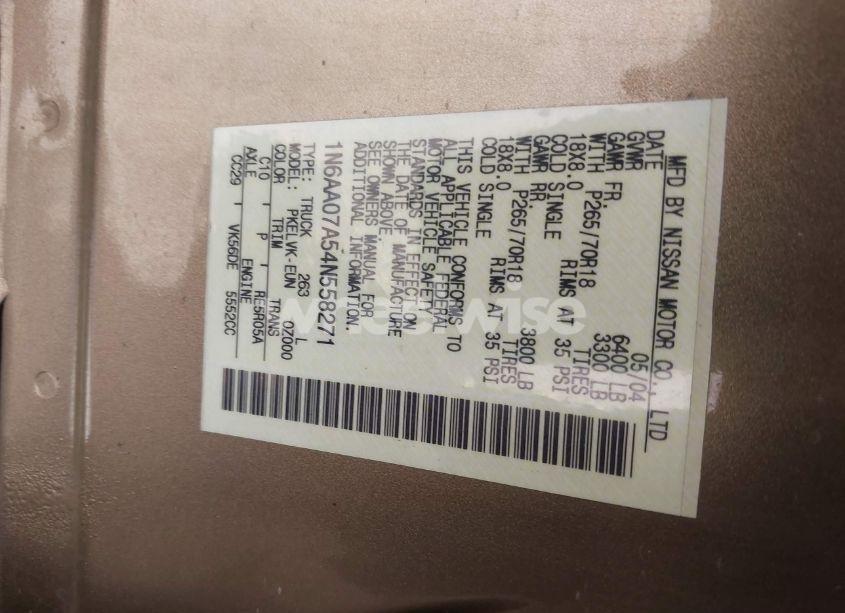 MFD BY NISSAN MOTOR CO., LTD
DATE 05/04
GVWR 6400 LB
GAWR FR. 3300 LB
WITH P265/70R18 TIRES
18X8.0 RIMS AT 35 PSI
COLD SINGLE
GAWR RR. 3800 LB
WITH P265/70R18 TIRES
18X8.0 RIMS AT 35 PSI
COLD SINGLE
THIS VEHICLE CONFORMS TO
ALL APPLICABLE FEDERAL
MOTOR VEHICLE SAFETY
STANDARDS IN EFFECT ON
THE DATE OF MANUFACTURE
SHOWN ABOVE.
SEE OWNERS MANUAL FOR
ADDITIONAL INFORMATION.
1N6AA07A54N558271
TYPE: TRUCK 263 L
MODEL: PKELVK-EUN 0Z000
COLOR TRIM TRANS
C10 P RE5R05A
AXLE ENGINE
CC29 VK56DE 5552CC
wheelwise